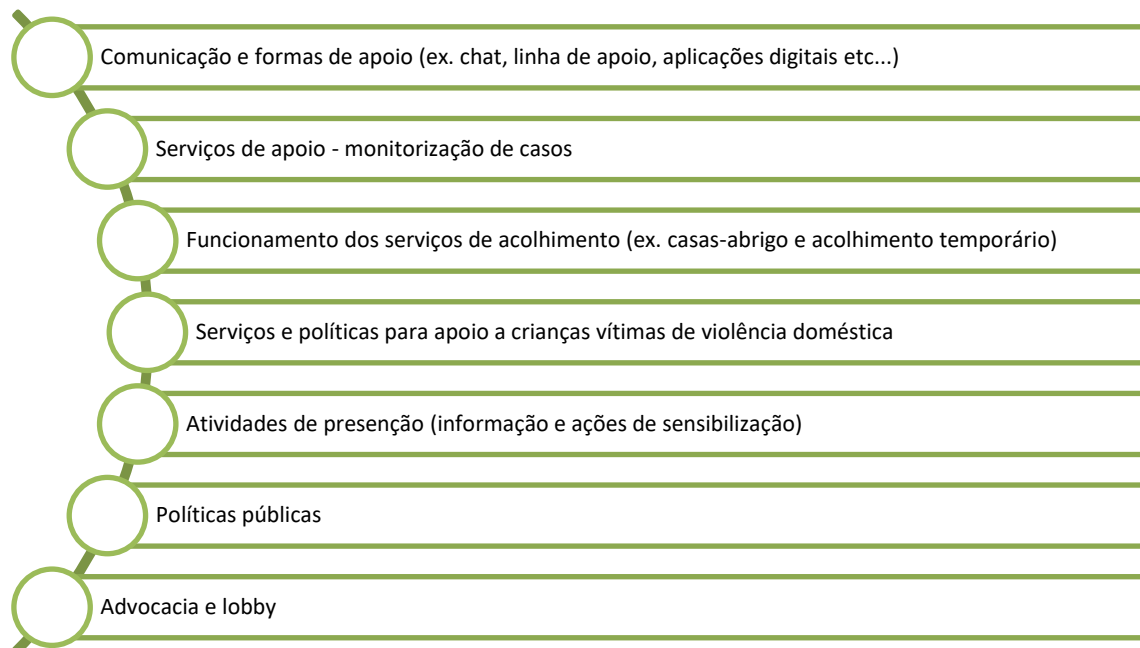 Comunicação e formas de apoio (ex. chat, linha de apoio, aplicações digitais etc...)
Serviços de apoio - monitorização de casos
Funcionamento dos serviços de acolhimento (ex. casas-abrigo e acolhimento temporário)
Serviços e políticas para apoio a crianças vítimas de violência doméstica
Atividades de presenção (informação e ações de sensibilização)
Políticas públicas
Advocacia e lobby